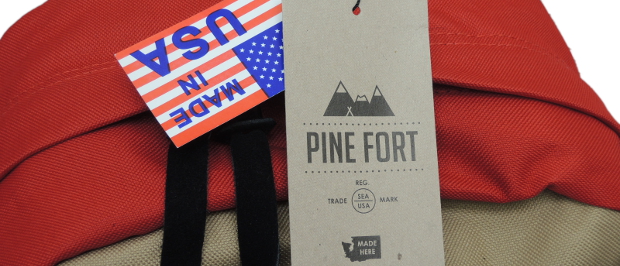 MADE
IN
USA
PINE FORT
REG.
TRADE SEA USA MARK
MADE
HERE